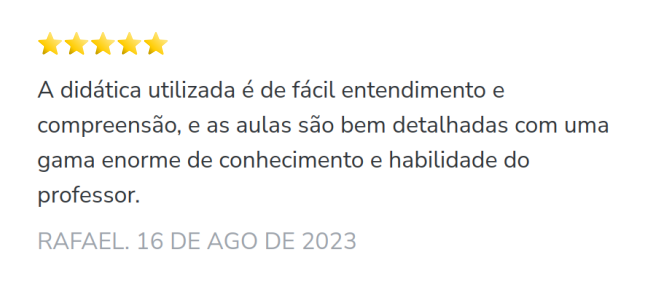 A didática utilizada é de fácil entendimento e
compreensão, e as aulas são bem detalhadas com uma
gama enorme de conhecimento e habilidade do
professor.
RAFAEL. 16 DE AGO DE 2023